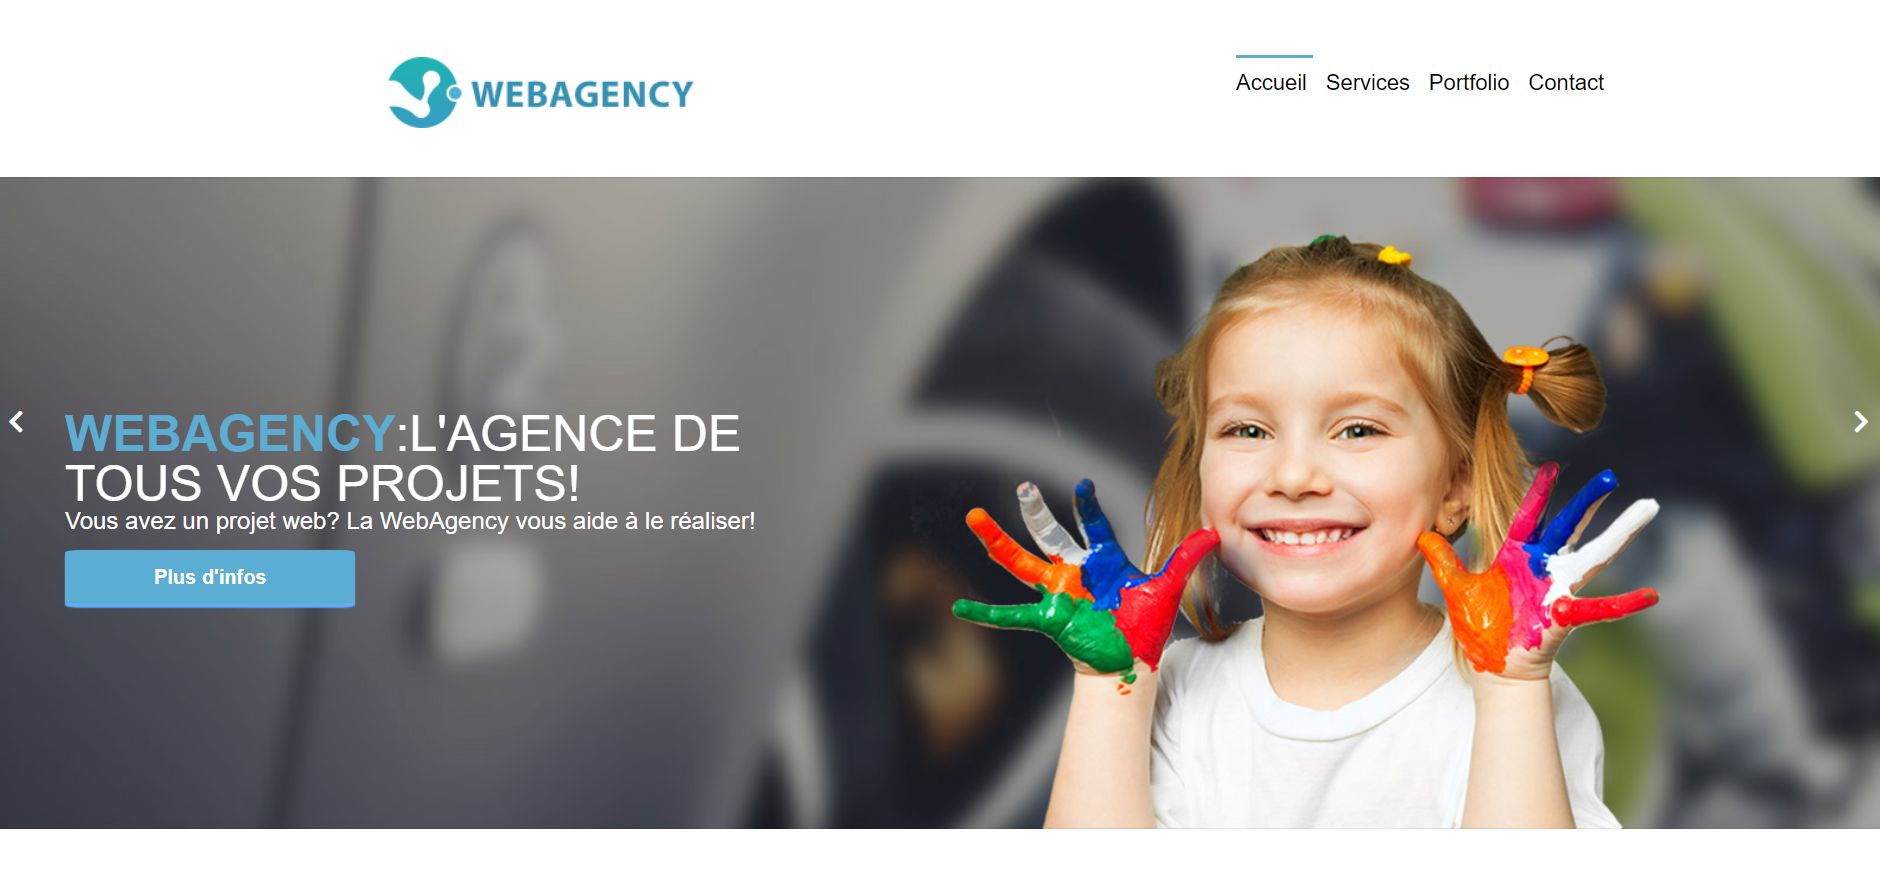 WEBAGENCY
Accueil Services Portfolio Contact
WEBAGENCY:L'AGENCE DE
TOUS VOS PROJETS!
Vous avez un projet web? La WebAgency vous aide à le réaliser!
Plus d'infos